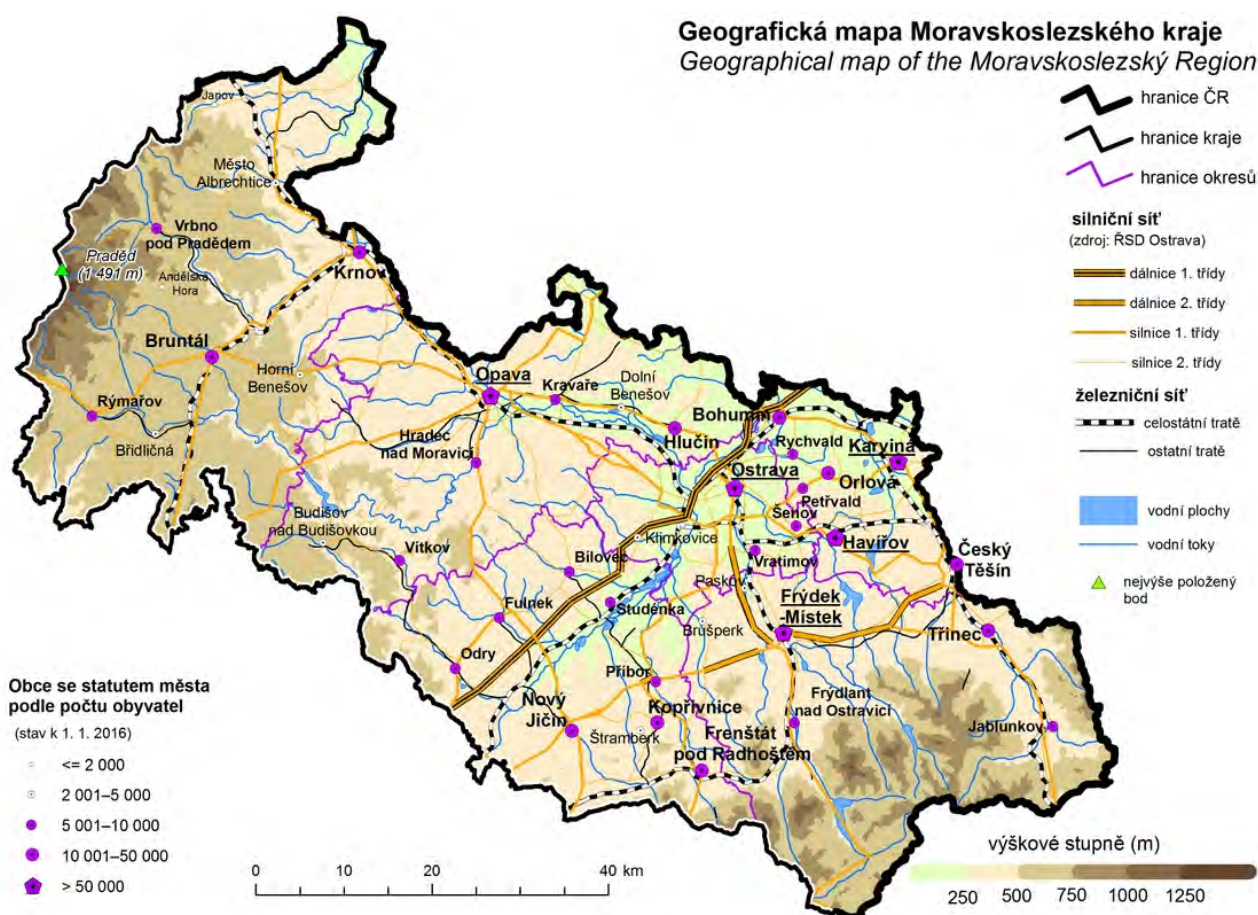 Geografická mapa Moravskoslezského kraje
Geographical map of the Moravskoslezský Region
hranice ČR
hranice kraje
hranice okresů
silniční síť
(zdroj: ŘSD Ostrava)
dálnice 1. třídy
dálnice 2. třídy
silnice 1. třídy
silnice 2. třídy
železniční síť
celostátní tratě
ostatní tratě
vodní plochy
vodní toky
nejvýše položený
bod
Janov
Město
Albrechtice
Vrbno
pod Pradědem
Praděd
(1 491 m)
Andělská
Hora
Krnov
Bruntál
Horní
Benešov
Rýmařov
Břidličná
Opava
Kravaře
Dolní
Benešov
Hlučín
Hradec
nad Moravicí
Bohumín
Rychvald
Karviná
Ostrava
Orlová
Petřvald
Šenov
Havířov
Klimkovice
Vratimov
Český
Těšín
Budišov
nad Budišovkou
Vítkov
Bílovec
Paskov
Fulnek
Studénka
Brušperk
Frýdek
-Místek
Třinec
Odry
Příbor
Nový
Jičín
Kopřivnice
Štramberk
Frýdlant
nad Ostravicí
Frenštát
pod Radhoštěm
Jablunkov
Obce se statutem města
podle počtu obyvatel
(stav k 1. 1. 2016)
<= 2 000
2 001–5 000
5 001–10 000
10 001–50 000
> 50 000
0 10 20 40 km
výškové stupně (m)
250 500 750 1000 1250